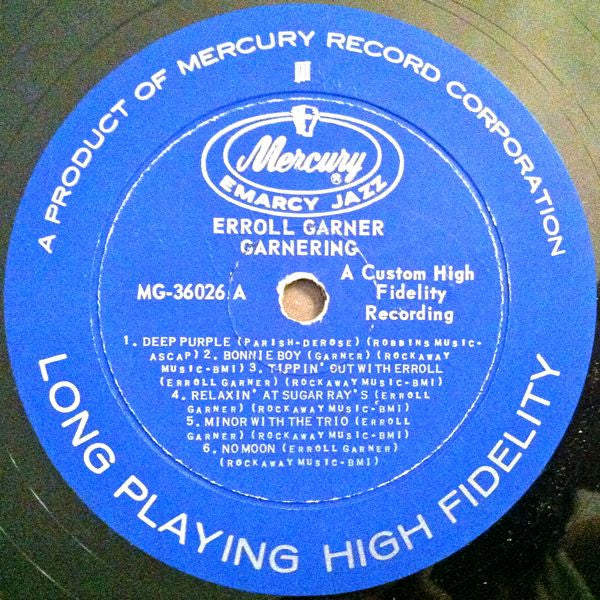 A PRODUCT OF MERCURY RECORD CORPORATION
Mercury ®
EMARCY JAZZ
ERROLL GARNER
GARNERING
MG-36026 A
A Custom High
Fidelity
Recording
1. DEEP PURPLE (PARISH-DEROSE) (ROBBINS MUSIC-
ASCAP) 2. BONNIE BOY (GARNER) (ROCKAWAY
MUSIC-BMI) 3. TIPPIN' OUT WITH ERROLL
(ERROLL GARNER) (ROCKAWAY MUSIC-BMI)
4. RELAXIN' AT SUGAR RAY'S (ERROLL
GARNER) (ROCKAWAY MUSIC-BMI)
5. MINOR WITH THE TRIO (ERROLL
GARNER) (ROCKAWAY MUSIC-BMI)
6. NO MOON (ERROLL GARNER)
(ROCKAWAY MUSIC-BMI)
LONG PLAYING HIGH FIDELITY